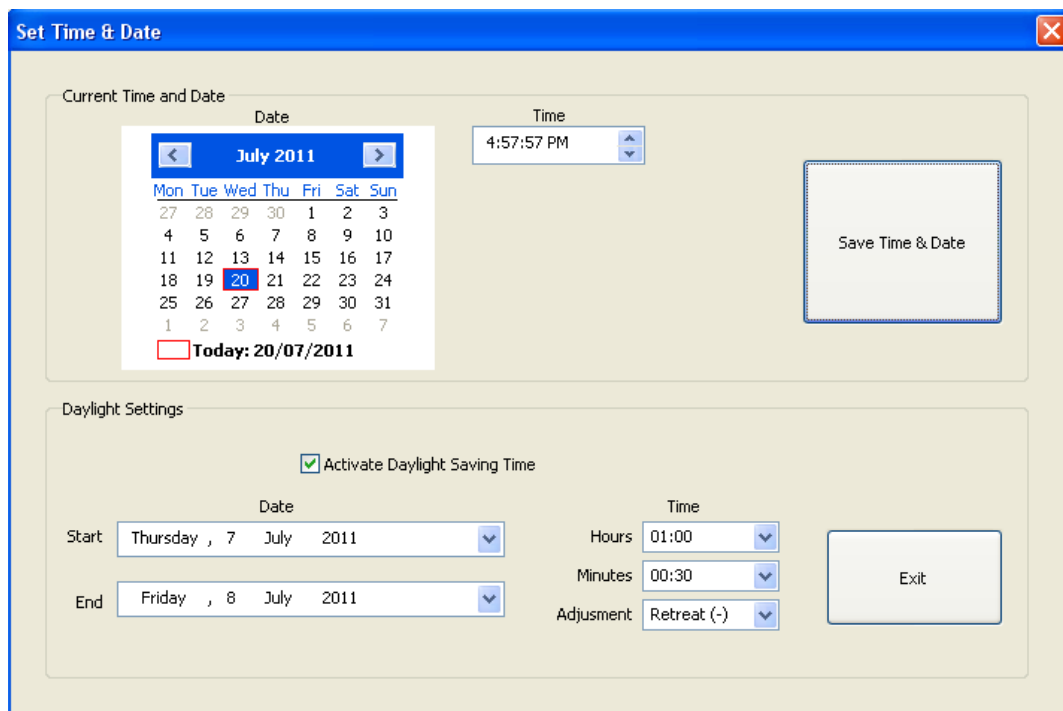 Set Time & Date
Current Time and Date
Date
Time
July 2011
4:57:57 PM
Mon Tue Wed Thu Fri Sat Sun
27 28 29 30 1 2 3
4 5 6 7 8 9 10
11 12 13 14 15 16 17
18 19 20 21 22 23 24
25 26 27 28 29 30 31
1 2 3 4 5 6 7
Today: 20/07/2011
Save Time & Date
Daylight Settings
Activate Daylight Saving Time
Date
Start Thursday , 7 July 2011
End Friday , 8 July 2011
Time
Hours 01:00
Minutes 00:30
Adjusment Retreat (-)
Exit